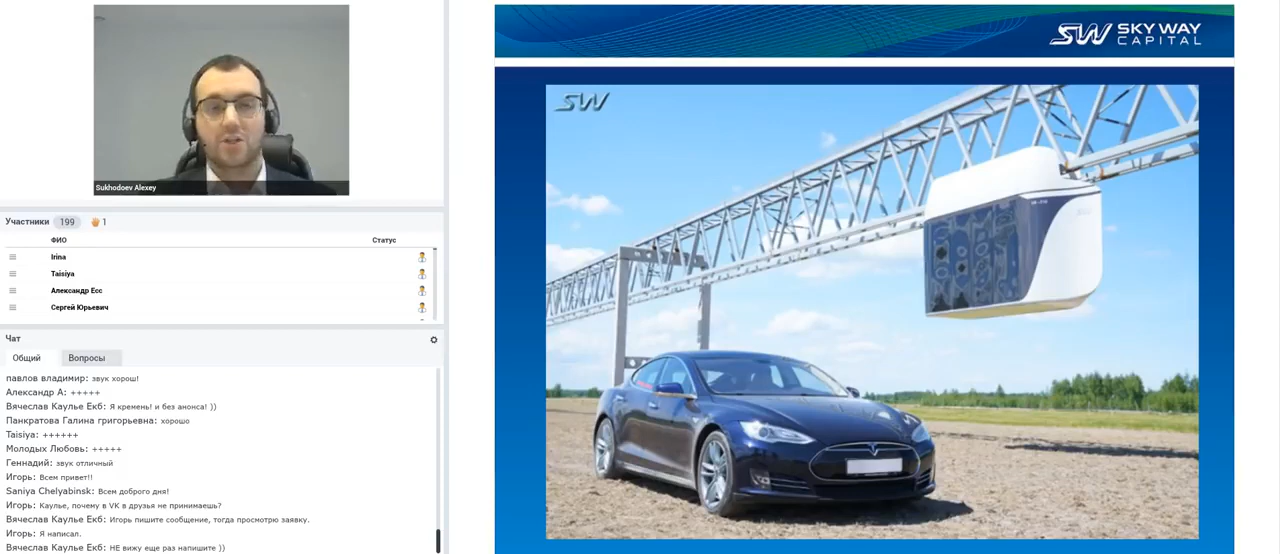 Sukhodoev Alexey
Участники 199 1
ФИО Статус
Irina
Taisiya
Александр Есс
Сергей Юрьевич
Чат
Общий Вопросы
павлов владимир: звук хорош!
Александр А: +++++
Вячеслав Каулье Екб: Я кремень! и без анонса! ))
Панкратова Галина григорьевна: хорошо
Taisiya: ++++++
Молодых Любовь: +++++
Геннадий: звук отличный
Игорь: Всем привет!!
Saniya Chelyabinsk: Всем доброго дня!
Игорь: Каулье, почему в VK в друзья не принимаешь?
Вячеслав Каулье Екб: Игорь пишите сообщение, тогда просмотрю заявку.
Игорь: Я написал.
Вячеслав Каулье Екб: НЕ вижу еще раз напишите ))
SW SKY WAY
CAPITAL
SW